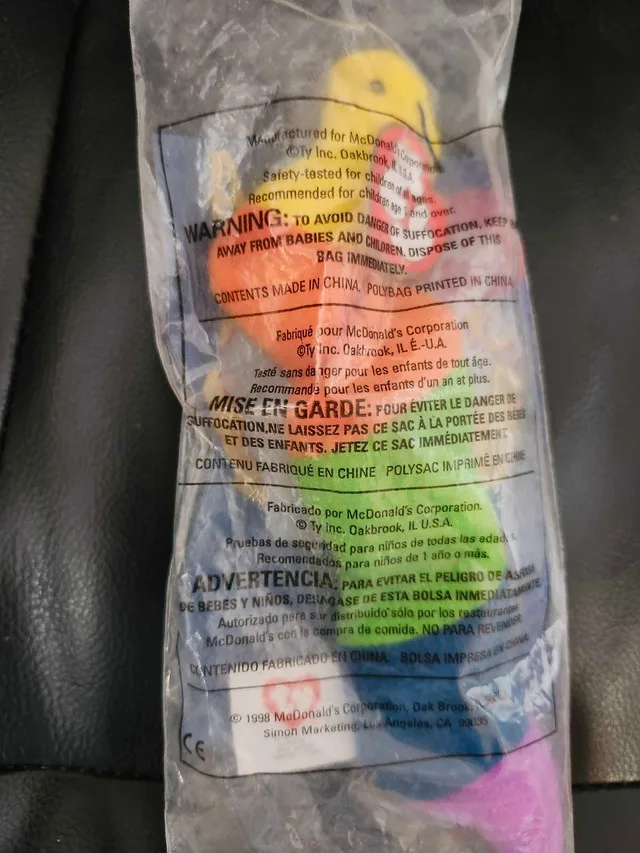 Manufactured for McDonald's Corporation
©Ty Inc. Oakbrook, IL U.S.A.
Safety-tested for children of all ages.
Recommended for children age 1 and over.
WARNING: TO AVOID DANGER OF SUFFOCATION, KEEP
AWAY FROM BABIES AND CHILDREN. DISPOSE OF THIS
BAG IMMEDIATELY.
CONTENTS MADE IN CHINA. POLYBAG PRINTED IN CHINA
Fabriqué pour McDonald's Corporation
©Ty Inc. Oakbrook, IL É.-U.A.
Testé sans danger pour les enfants de tout âge.
Recommandé pour les enfants d'un an et plus.
MISE EN GARDE: POUR ÉVITER LE DANGER DE
SUFFOCATION,NE LAISSEZ PAS CE SAC À LA PORTÉE DES BÉBÉ
ET DES ENFANTS. JETEZ CE SAC IMMÉDIATEMENT
CONTENU FABRIQUÉ EN CHINE POLYSAC IMPRIMÉ EN CHINE
Fabricado por McDonald's Corporation.
© Ty Inc. Oakbrook, IL U.S.A.
Pruebas de seguridad para niños de todas las edades.
Recomendados para niños de 1 año o más.
ADVERTENCIA: PARA EVITAR EL PELIGRO DE
DE BEBES Y NIÑOS, DESHAGASE DE ESTA BOLSA INMEDIATAMENTE
Autorizado para ser distribuido sólo por los restaurantes
McDonald's con la compra de comida. NO PARA REVENDER
CONTENIDO FABRICADO EN CHINA. BOLSA IMPRESA EN CHINA
© 1998 McDonald's Corporation, Oak Brook, IL
Simon Marketing, Los Angeles, CA 90035
CE